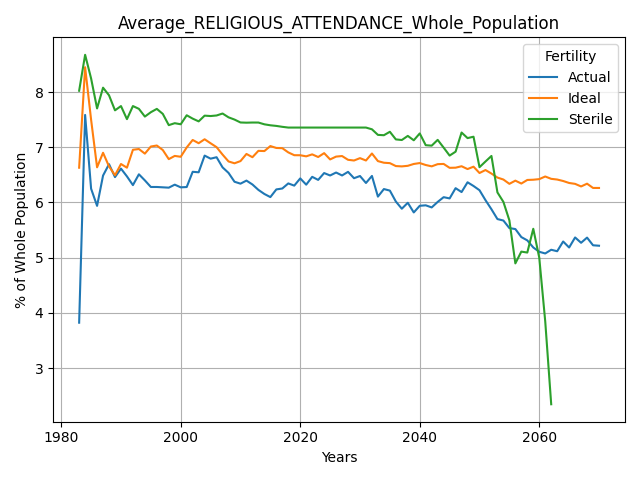 Average_RELIGIOUS_ATTENDANCE_Whole_Population
Fertility
Actual
Ideal
Sterile
% of Whole Population
8
7
6
5
4
3
1980
2000
2020
2040
2060
Years